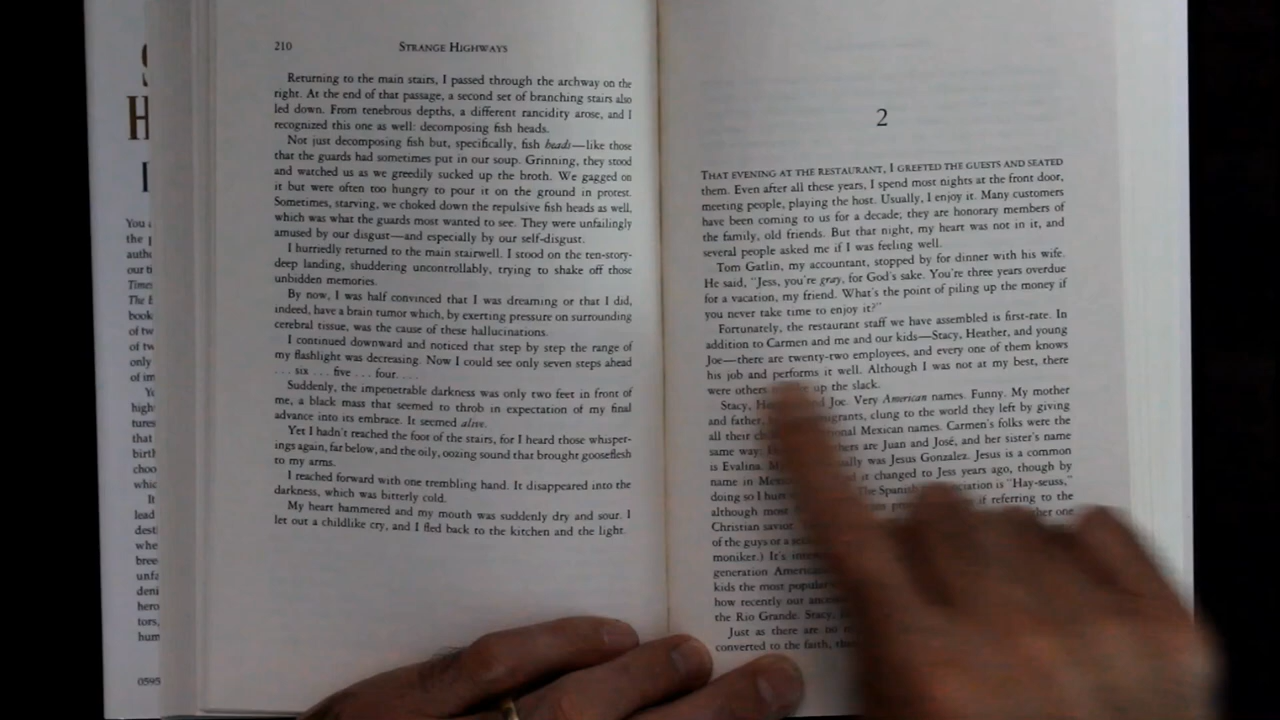 210
STRANGE HIGHWAYS
Returning to the main stairs, I passed through the archway on the
right. At the end of that passage, a second set of branching stairs also
led down. From tenebrous depths, a different rancidity arose, and I
recognized this one as well: decomposing fish heads.
Not just decomposing fish but, specifically, fish heads—like those
that the guards had sometimes put in our soup. Grinning, they stood
and watched us as we greedily sucked up the broth. We gagged on
it but were often too hungry to pour it on the ground in protest.
Sometimes, starving, we choked down the repulsive fish heads as well,
which was what the guards most wanted to see. They were unfailingly
amused by our disgust—and especially by our self-disgust.
I hurriedly returned to the main stairwell. I stood on the ten-story-
deep landing, shuddering uncontrollably, trying to shake off those
unbidden memories.
By now, I was half convinced that I was dreaming or that I did,
indeed, have a brain tumor which, by exerting pressure on surrounding
cerebral tissue, was the cause of these hallucinations.
I continued downward and noticed that step by step the range of
my flashlight was decreasing. Now I could see only seven steps ahead
. . . six . . . five . . . four. . . .
Suddenly, the impenetrable darkness was only two feet in front of
me, a black mass that seemed to throb in expectation of my final
advance into its embrace. It seemed alive.
Yet I hadn't reached the foot of the stairs, for I heard those whisper-
ings again, far below, and the oily, oozing sound that brought gooseflesh
to my arms.
I reached forward with one trembling hand. It disappeared into the
darkness, which was bitterly cold.
My heart hammered and my mouth was suddenly dry and sour. I
let out a childlike cry, and I fled back to the kitchen and the light.
2
THAT EVENING AT THE RESTAURANT, I GREETED THE GUESTS AND SEATED
them. Even after all these years, I spend most nights at the front door,
meeting people, playing the host. Usually, I enjoy it. Many customers
have been coming to us for a decade; they are honorary members of
the family, old friends. But that night, my heart was not in it, and
several people asked me if I was feeling well.
Tom Gatlin, my accountant, stopped by for dinner with his wife.
He said, "Jess, you're gray, for God's sake. You're three years overdue
for a vacation, my friend. What's the point of piling up the money if
you never take time to enjoy it?"
Fortunately, the restaurant staff we have assembled is first-rate. In
addition to Carmen and me and our kids—Stacy, Heather, and young
Joe—there are twenty-two employees, and every one of them knows
his job and performs it well. Although I was not at my best, there
were others up the slack.
Stacy, Joe. Very American names. Funny. My mother
and father, clung to the world they left by giving
all their Mexican names. Carmen's folks were the
same way: are Juan and José, and her sister's name
is Evalina. was Jesus Gonzalez. Jesus is a common
name in it changed to Jess years ago, though by
doing so I The Spanish is "Hay-seuss,"
although most if referring to the
Christian savior one
of the guys or a
moniker.) It's
generation
kids the most popular
how recently our
the Rio Grande. Stacy,
Just as there are no
converted to the faith,
You
the
our
Times
The
book
of
of
only
of
high
that
It
lead
0595